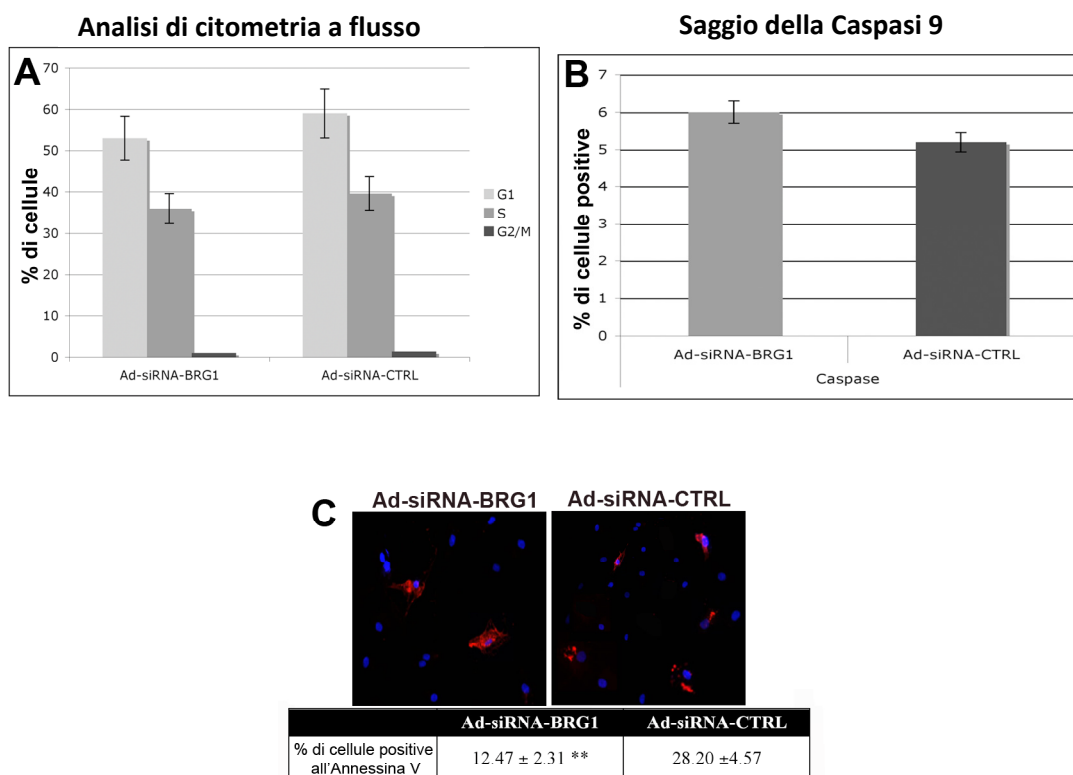 Analisi di citometria a flusso
Saggio della Caspasi 9
A
% di cellule
70
60
50
40
30
20
10
0
Ad-siRNA-BRG1
Ad-siRNA-CTRL
G1
S
G2/M
B
% di cellule positive
7
6
5
4
3
2
1
0
Ad-siRNA-BRG1
Ad-siRNA-CTRL
Caspase
C
Ad-siRNA-BRG1
Ad-siRNA-CTRL
Ad-siRNA-BRG1
Ad-siRNA-CTRL
% di cellule positive
all'Annessina V
12.47 ± 2.31 **
28.20 ±4.57